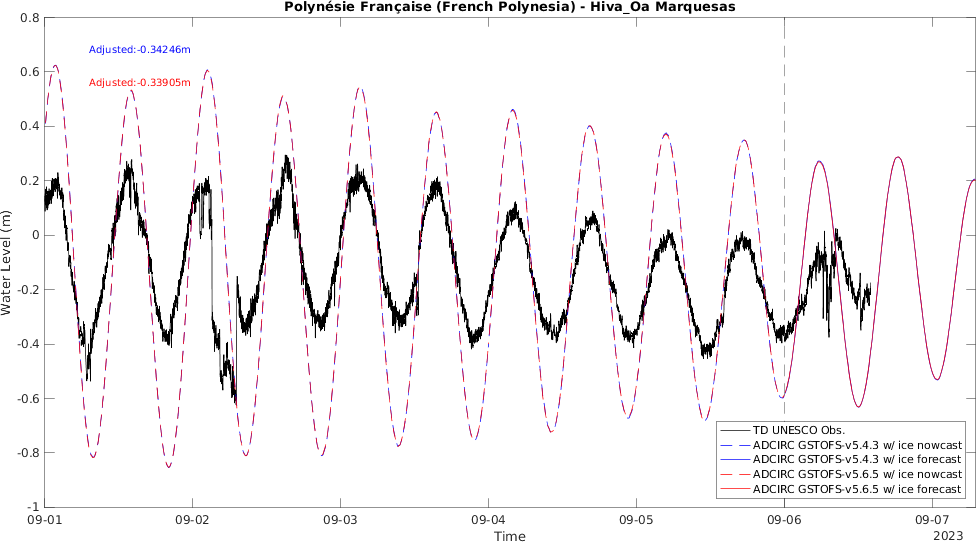 Polynésie Française (French Polynesia) - Hiva_Oa Marquesas
Adjusted:-0.34246m
Adjusted:-0.33905m
Water Level (m)
0.8
0.6
0.4
0.2
0
-0.2
-0.4
-0.6
-0.8
-1
TD UNESCO Obs.
ADCIRC GSTOFS-v5.4.3 w/ ice nowcast
ADCIRC GSTOFS-v5.4.3 w/ ice forecast
ADCIRC GSTOFS-v5.6.5 w/ ice nowcast
ADCIRC GSTOFS-v5.6.5 w/ ice forecast
09-01 09-02 09-03 09-04 09-05 09-06 09-07
Time
2023